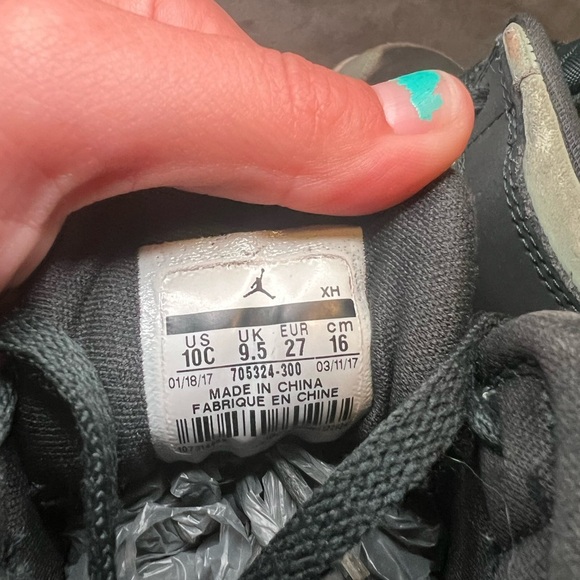 XH
US UK EUR cm
10C 9.5 27 16
01/18/17 705324-300 03/11/17
MADE IN CHINA
FABRIQUE EN CHINE